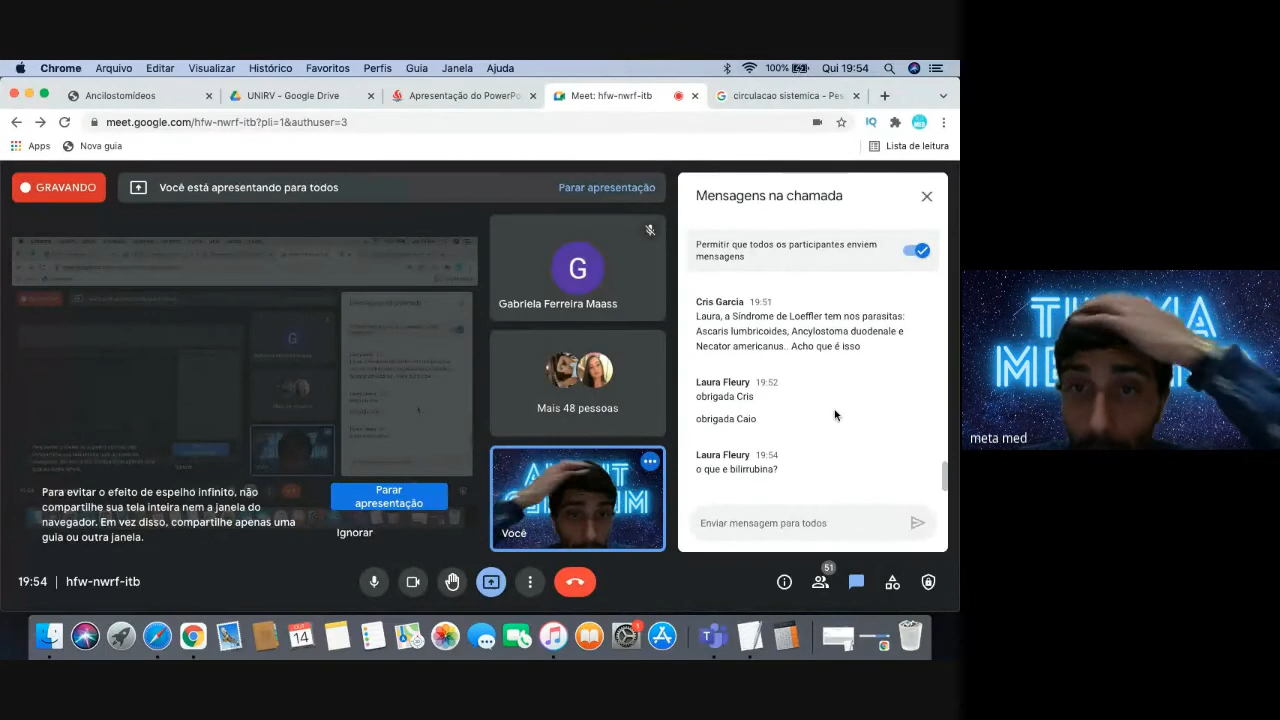 Chrome Arquivo Editar Visualizar Histórico Favoritos Perfis Guia Janela Ajuda 100% Qui 19:54
Ancilostomídeos UNIRV - Google Drive Apresentação do PowerPo Meet: hfw-nwrf-itb circulacao sistemica - Pes
meet.google.com/hfw-nwrf-itb?pli=1&authuser=3 IQ
Apps Nova guia Lista de leitura
GRAVANDO Você está apresentando para todos Parar apresentação
G
Gabriela Ferreira Maass
Mais 48 pessoas
Você
Para evitar o efeito de espelho infinito, não
compartilhe sua tela inteira nem a janela do
navegador. Em vez disso, compartilhe apenas uma
guia ou outra janela.
Parar
apresentação
Ignorar
Mensagens na chamada
Permitir que todos os participantes enviem
mensagens
Cris Garcia 19:51
Laura, a Síndrome de Loeffler tem nos parasitas:
Ascaris lumbricoides, Ancylostoma duodenale e
Necator americanus.. Acho que é isso
Laura Fleury 19:52
obrigada Cris
obrigada Caio
Laura Fleury 19:54
o que e bilirrubina?
Enviar mensagem para todos
19:54 | hfw-nwrf-itb
51
14
1
meta med